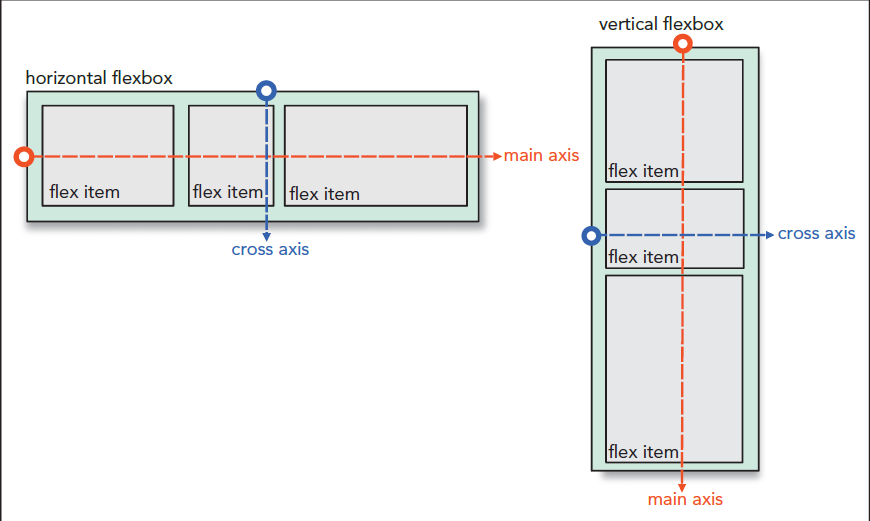 vertical flexbox
horizontal flexbox
flex item
flex item
flex item
main axis
cross axis
flex item
flex item
cross axis
flex item
main axis